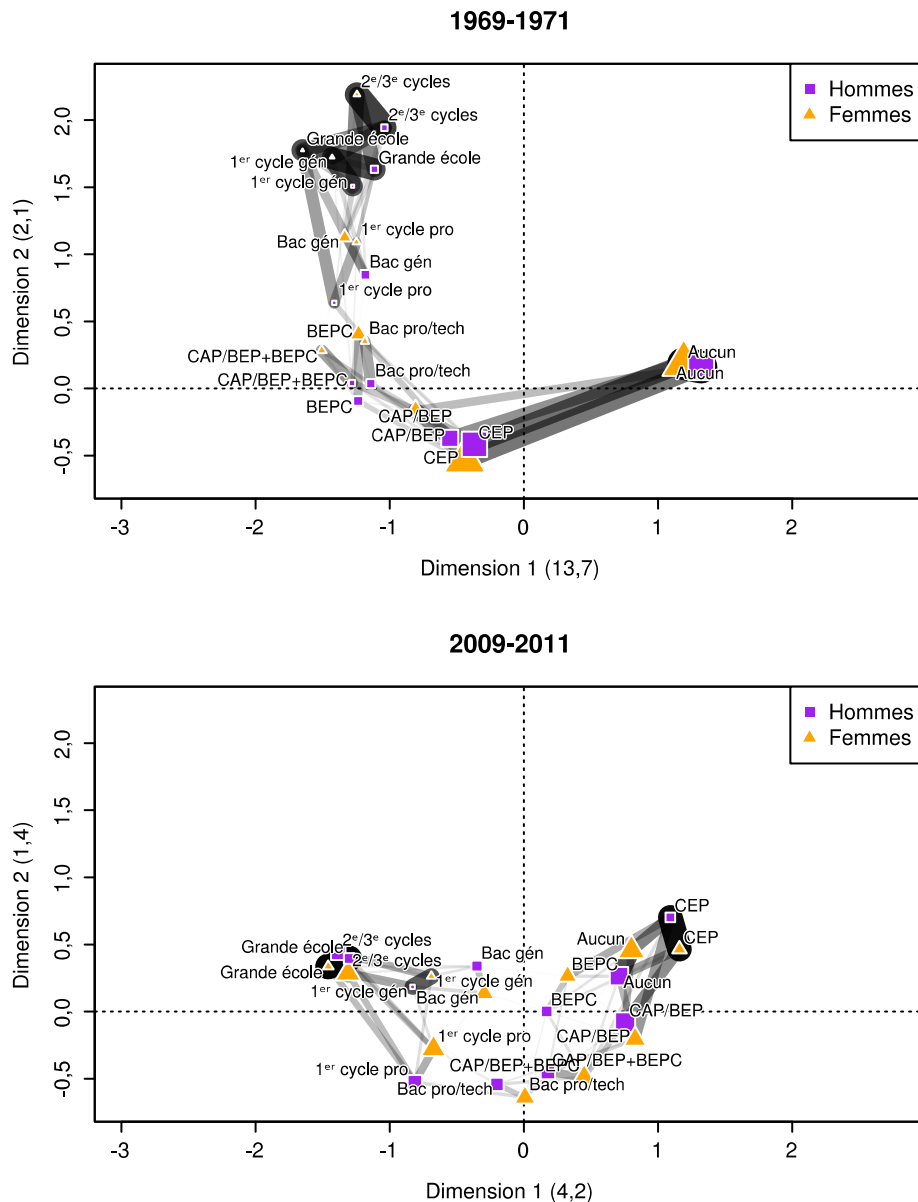 1969-1971
Hommes
Femmes
2e/3e cycles
2e/3e cycles
Grande école
1er cycle gén
Grande école
1er cycle gén
1er cycle pro
Bac gén
Bac gén
1er cycle pro
BEPC
Bac pro/tech
CAP/BEP+BEPC
Aucun
Bac pro/tech
Aucun
CAP/BEP+BEPC
BEPC
CAP/BEP
CAP/BEP
CEP
CEP
2,0
1,5
1,0
0,5
0,0
-0,5
Dimension 2 (2,1)
-3 -2 -1 0 1 2
Dimension 1 (13,7)
2009-2011
Hommes
Femmes
CEP
2e/3e cycles
Grande école
Aucun
CEP
Bac gén
2e/3e cycles
BEPC
Grande école
1er cycle gén
Aucun
1er cycle gén
Bac gén
BEPC
CAP/BEP
1er cycle pro
CAP/BEP
CAP/BEP+BEPC
CAP/BEP+BEPC
1er cycle pro
Bac pro/tech
Bac pro/tech
2,0
1,5
1,0
0,5
0,0
-0,5
Dimension 2 (1,4)
-3 -2 -1 0 1 2
Dimension 1 (4,2)